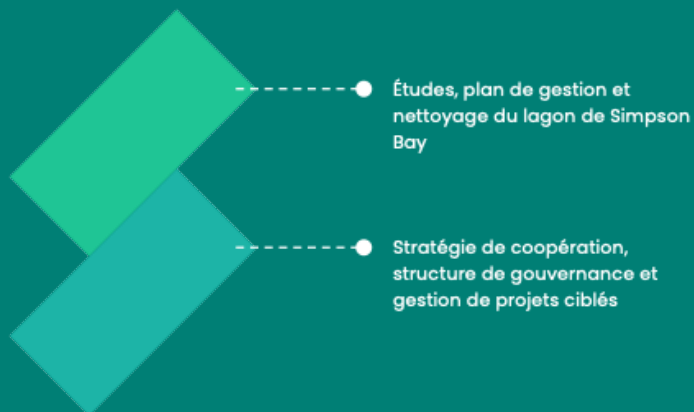 Études, plan de gestion et
nettoyage du lagon de Simpson
Bay
Stratégie de coopération,
structure de gouvernance et
gestion de projets ciblés